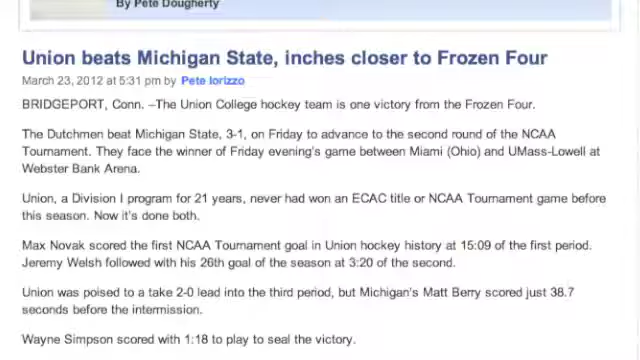 By Pete Dougherty
Union beats Michigan State, inches closer to Frozen Four
March 23, 2012 at 5:31 pm by Pete Iorizzo
BRIDGEPORT, Conn. –The Union College hockey team is one victory from the Frozen Four.
The Dutchmen beat Michigan State, 3-1, on Friday to advance to the second round of the NCAA
Tournament. They face the winner of Friday evening's game between Miami (Ohio) and UMass-Lowell at
Webster Bank Arena.
Union, a Division I program for 21 years, never had won an ECAC title or NCAA Tournament game before
this season. Now it's done both.
Max Novak scored the first NCAA Tournament goal in Union hockey history at 15:09 of the first period.
Jeremy Welsh followed with his 26th goal of the season at 3:20 of the second.
Union was poised to a take 2-0 lead into the third period, but Michigan's Matt Berry scored just 38.7
seconds before the intermission.
Wayne Simpson scored with 1:18 to play to seal the victory.